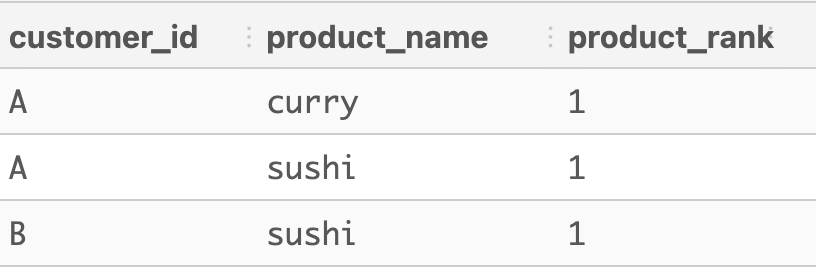 customer_id product_name product_rank
A curry 1
A sushi 1
B sushi 1